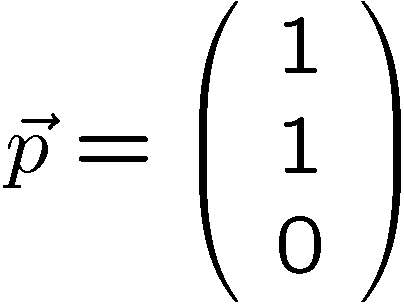 p⃗ = ( 1
1
0 )